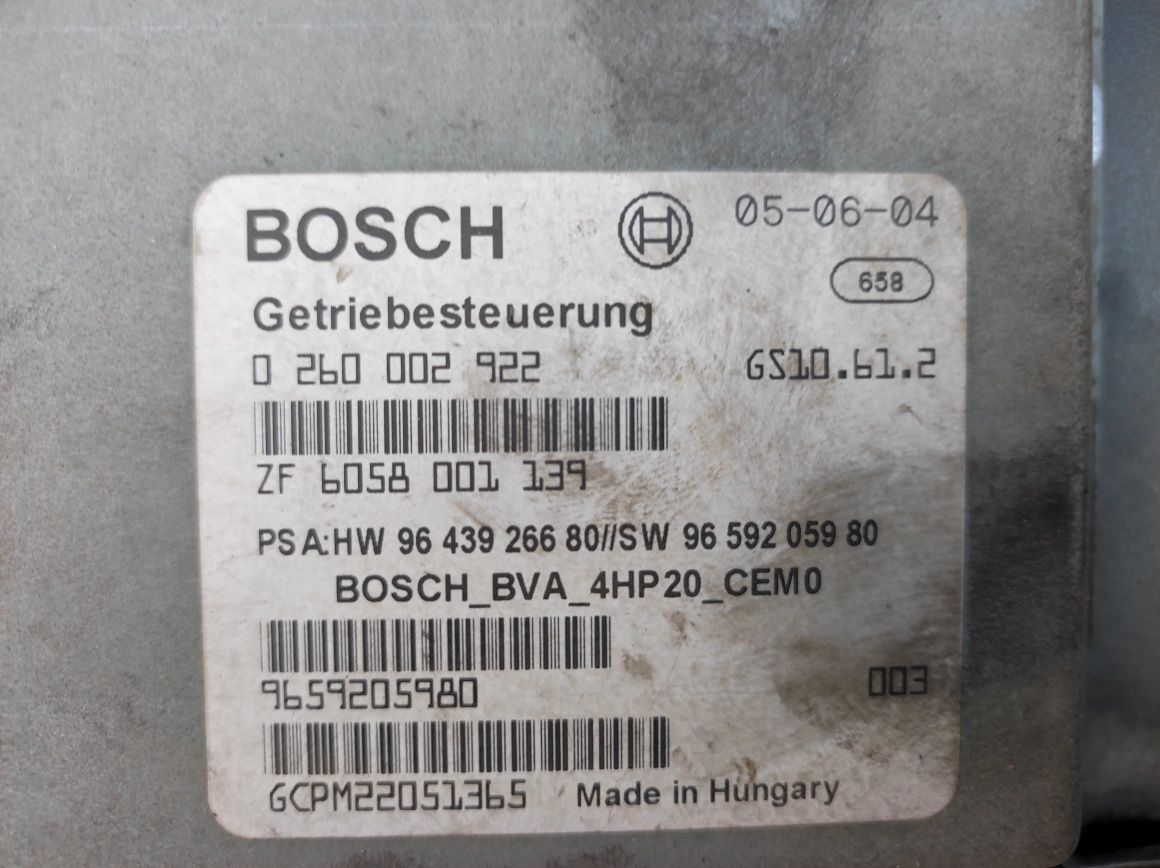 BOSCH 05-06-04
658
Getriebesteuerung
0 260 002 922 GS10.61.2
ZF 6058 001 139
PSA:HW 96 439 266 80//SW 96 592 059 80
BOSCH_BVA_4HP20_CEM0
9659205980 003
GCPM22051365 Made in Hungary